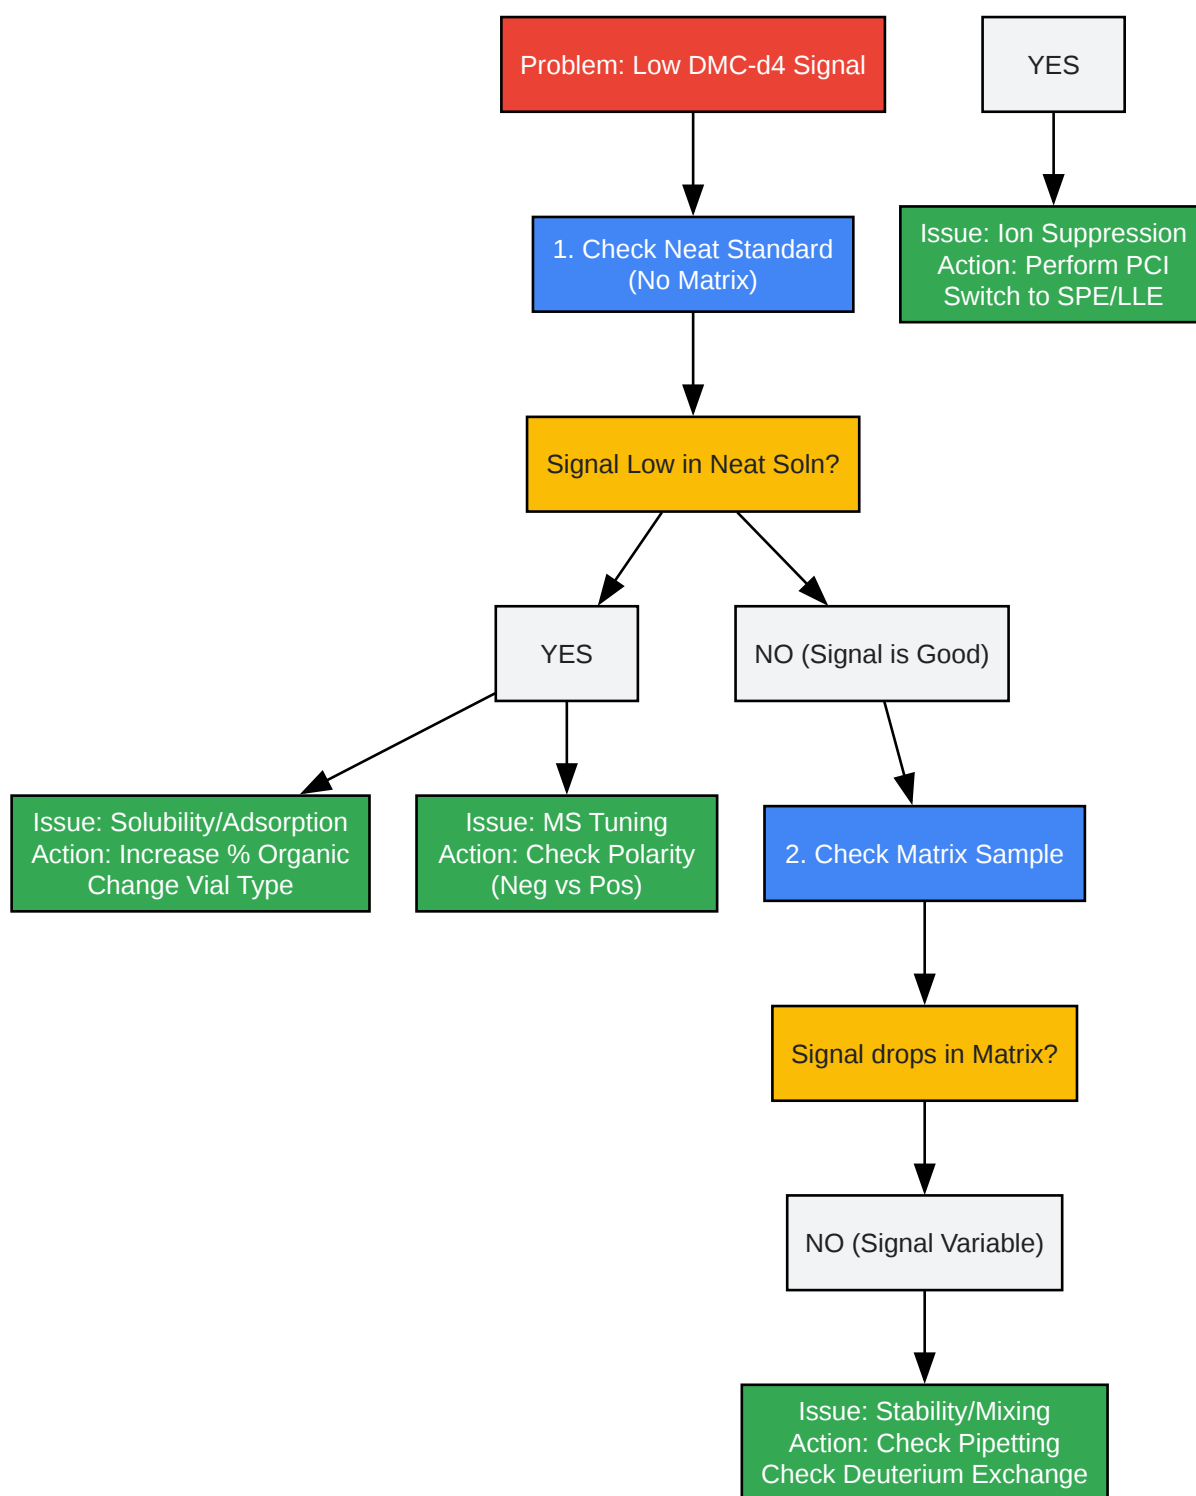 Problem: Low DMC-d4 Signal
YES
1. Check Neat Standard
(No Matrix)
Issue: Ion Suppression
Action: Perform PCI
Switch to SPE/LLE
Signal Low in Neat Soln?
YES
NO (Signal is Good)
Issue: Solubility/Adsorption
Action: Increase % Organic
Change Vial Type
Issue: MS Tuning
Action: Check Polarity
(Neg vs Pos)
2. Check Matrix Sample
Signal drops in Matrix?
NO (Signal Variable)
Issue: Stability/Mixing
Action: Check Pipetting
Check Deuterium Exchange